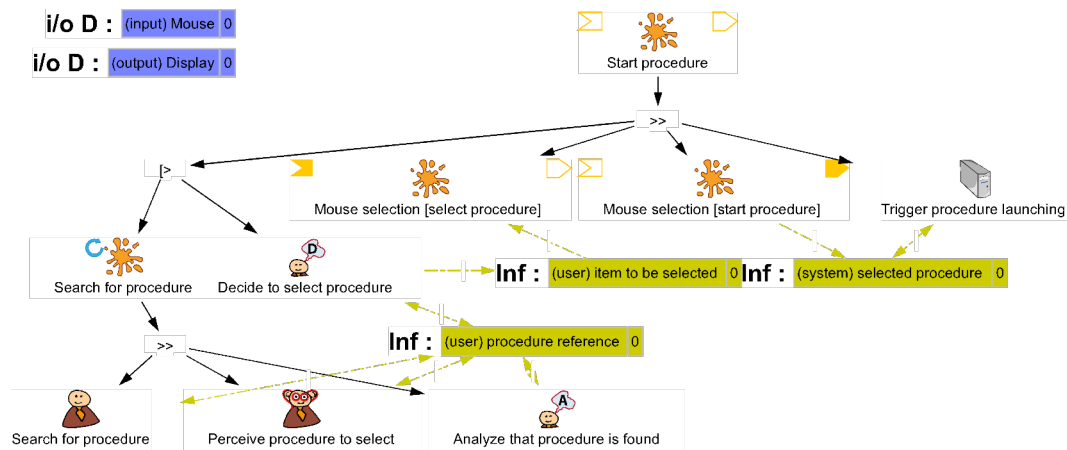 i/o D : (input) Mouse 0
i/o D : (output) Display 0
Start procedure
>>
[>
Mouse selection [select procedure]
Mouse selection [start procedure]
Trigger procedure launching
D
Search for procedure
Decide to select procedure
Inf : (user) item to be selected 0
Inf : (system) selected procedure 0
>>
Inf : (user) procedure reference 0
A
Search for procedure
Perceive procedure to select
Analyze that procedure is found